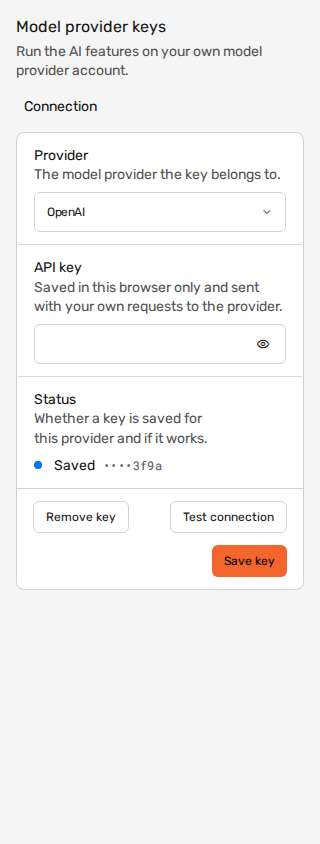 Model provider keys
Run the AI features on your own model
provider account.
Connection
Provider
The model provider the key belongs to.
OpenAI
API key
Saved in this browser only and sent
with your own requests to the provider.
Status
Whether a key is saved for
this provider and if it works.
Saved ••••3f9a
Remove key
Test connection
Save key